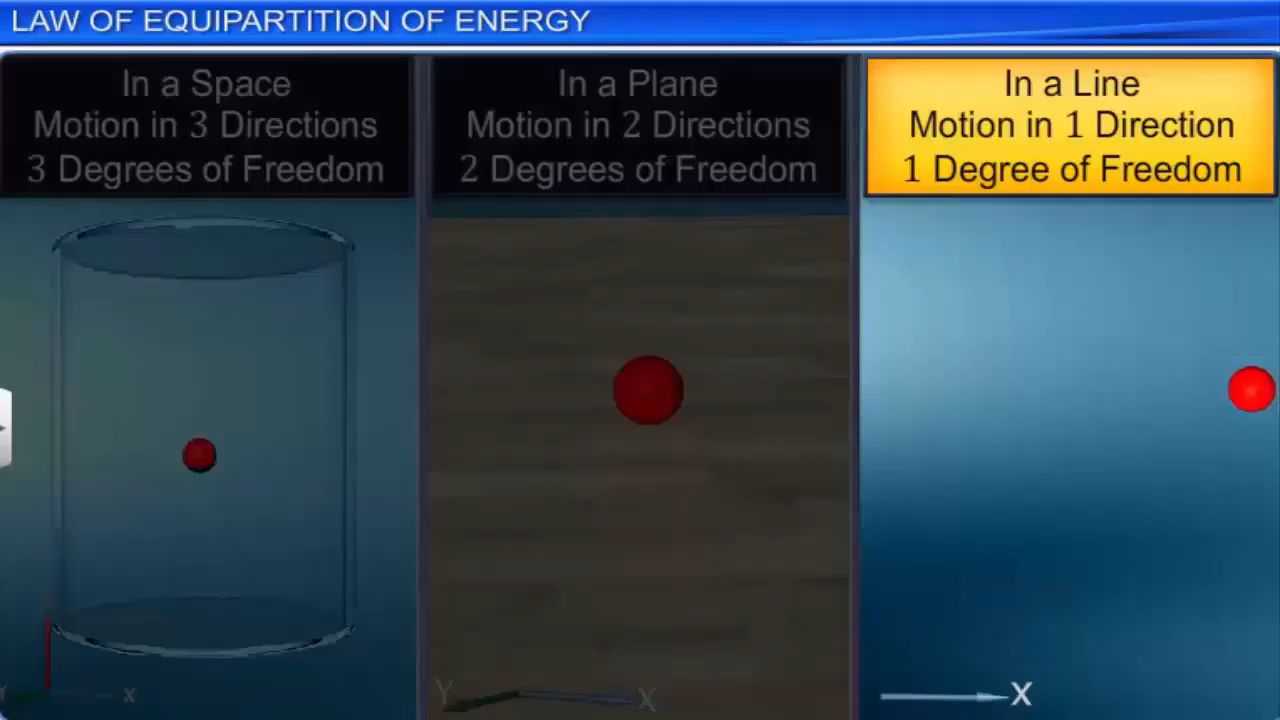 LAW OF EQUIPARTITION OF ENERGY
In a Space
Motion in 3 Directions
3 Degrees of Freedom
In a Plane
Motion in 2 Directions
2 Degrees of Freedom
In a Line
Motion in 1 Direction
1 Degree of Freedom
Y
X
Y
X
X